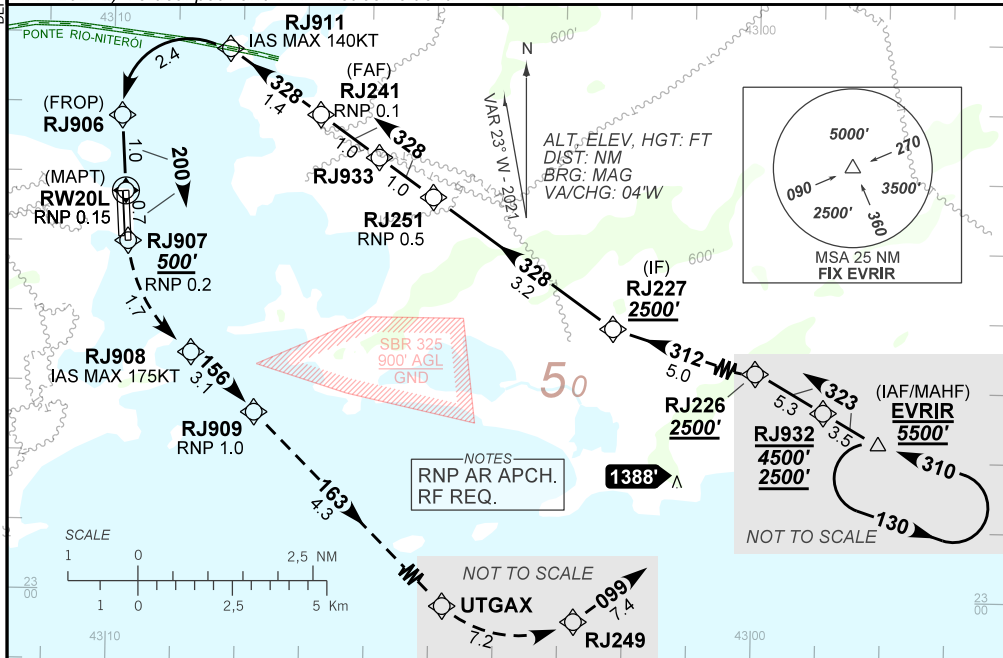 43 10
43 00
PONTE RIO-NITERÓI
RJ911
IAS MAX 140KT
2.4
600'
N
VAR 23° W - 2021
(FROP)
RJ906
328
1.4
(FAF)
RJ241
RNP 0.1
1.0
328
1.0
RJ933
RJ251
RNP 0.5
1.0
200
0.7
(MAPT)
RW20L
RNP 0.15
RJ907
500'
RNP 0.2
ALT, ELEV, HGT: FT
DIST: NM
BRG: MAG
VA/CHG: 04'W
5000'
270
090
3500'
2500'
360
MSA 25 NM
FIX EVRIR
328
3.2
600'
(IF)
RJ227
2500'
1.7
RJ908
IAS MAX 175KT
156
3.1
RJ909
RNP 1.0
SBR 325
900' AGL
GND
50
312
5.0
RJ226
2500'
5.3
323
3.5
RJ932
4500'
2500'
(IAF/MAHF)
EVRIR
5500'
310
130
NOT TO SCALE
NOTES
RNP AR APCH.
RF REQ.
1388'
163
4.3
SCALE
1 0 2,5 NM
1 0 2,5 5 Km
NOT TO SCALE
UTGAX
7.2
RJ249
099
7.4
23
00
23
00
43 10
43 00